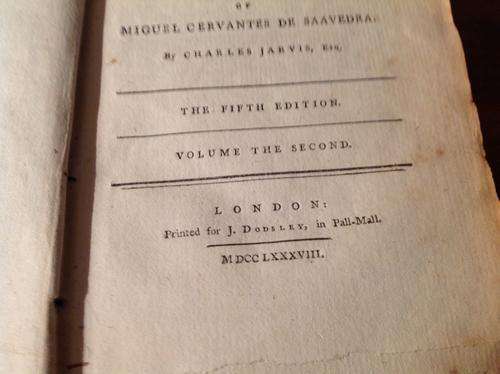 OF
MIGUEL CERVANTES DE SAAVEDRA.
By CHARLES JARVIS, Esq.
THE FIFTH EDITION.
VOLUME THE SECOND.
LONDON:
Printed for J. DODSLEY, in Pall-Mall.
MDCCLXXXVIII.